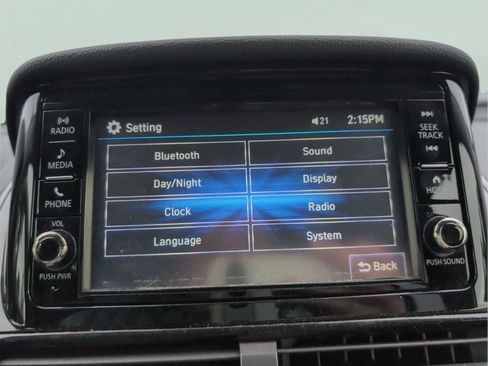 RADIO
MEDIA
PHONE
VOL
PUSH PWR
Setting
21 2:15PM
Bluetooth
Sound
Day/Night
Display
Clock
Radio
Language
System
Back
SEEK
TRACK
PUSH SOUND